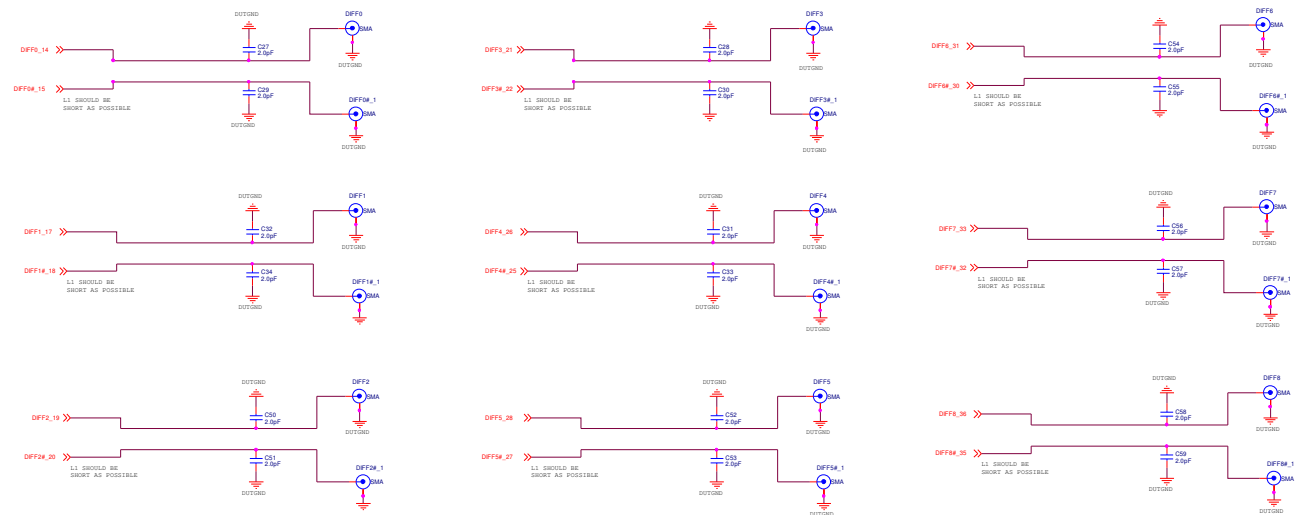 DUTGND
DIFF0
SMA
DIFF0_14
C27
2.0pF
DUTGND
DIFF0#_15
C29
2.0pF
L1 SHOULD BE
SHORT AS POSSIBLE
DIFF0#_1
SMA
DUTGND
DUTGND
DUTGND
DIFF3
SMA
DIFF3_21
C28
2.0pF
DUTGND
DIFF3#_22
C30
2.0pF
L1 SHOULD BE
SHORT AS POSSIBLE
DIFF3#_1
SMA
DUTGND
DIFF6
SMA
DIFF6_31
C54
2.0pF
DUTGND
DIFF6#_30
C55
2.0pF
L1 SHOULD BE
SHORT AS POSSIBLE
DIFF6#_1
SMA
DUTGND
DUTGND
DIFF1
SMA
DIFF1_17
C32
2.0pF
DUTGND
DIFF1#_18
C34
2.0pF
L1 SHOULD BE
SHORT AS POSSIBLE
DIFF1#_1
SMA
DUTGND
DUTGND
DUTGND
DIFF4
SMA
DIFF4_26
C31
2.0pF
DUTGND
DIFF4#_25
C33
2.0pF
L1 SHOULD BE
SHORT AS POSSIBLE
DIFF4#_1
SMA
DUTGND
DUTGND
DUTGND
DIFF7
SMA
DIFF7_33
C56
2.0pF
DUTGND
DIFF7#_32
C57
2.0pF
L1 SHOULD BE
SHORT AS POSSIBLE
DIFF7#_1
SMA
DUTGND
DUTGND
DUTGND
DIFF2
SMA
DIFF2_19
C50
2.0pF
DUTGND
DIFF2#_20
C51
2.0pF
L1 SHOULD BE
SHORT AS POSSIBLE
DIFF2#_1
SMA
DUTGND
DUTGND
DIFF5
SMA
DIFF5_28
C52
2.0pF
DUTGND
DIFF5#_27
C53
2.0pF
L1 SHOULD BE
SHORT AS POSSIBLE
DIFF5#_1
SMA
DUTGND
DUTGND
DUTGND
DIFF8
SMA
DIFF8_36
C58
2.0pF
DUTGND
DIFF8#_35
C59
2.0pF
L1 SHOULD BE
SHORT AS POSSIBLE
DIFF8#_1
SMA
DUTGND